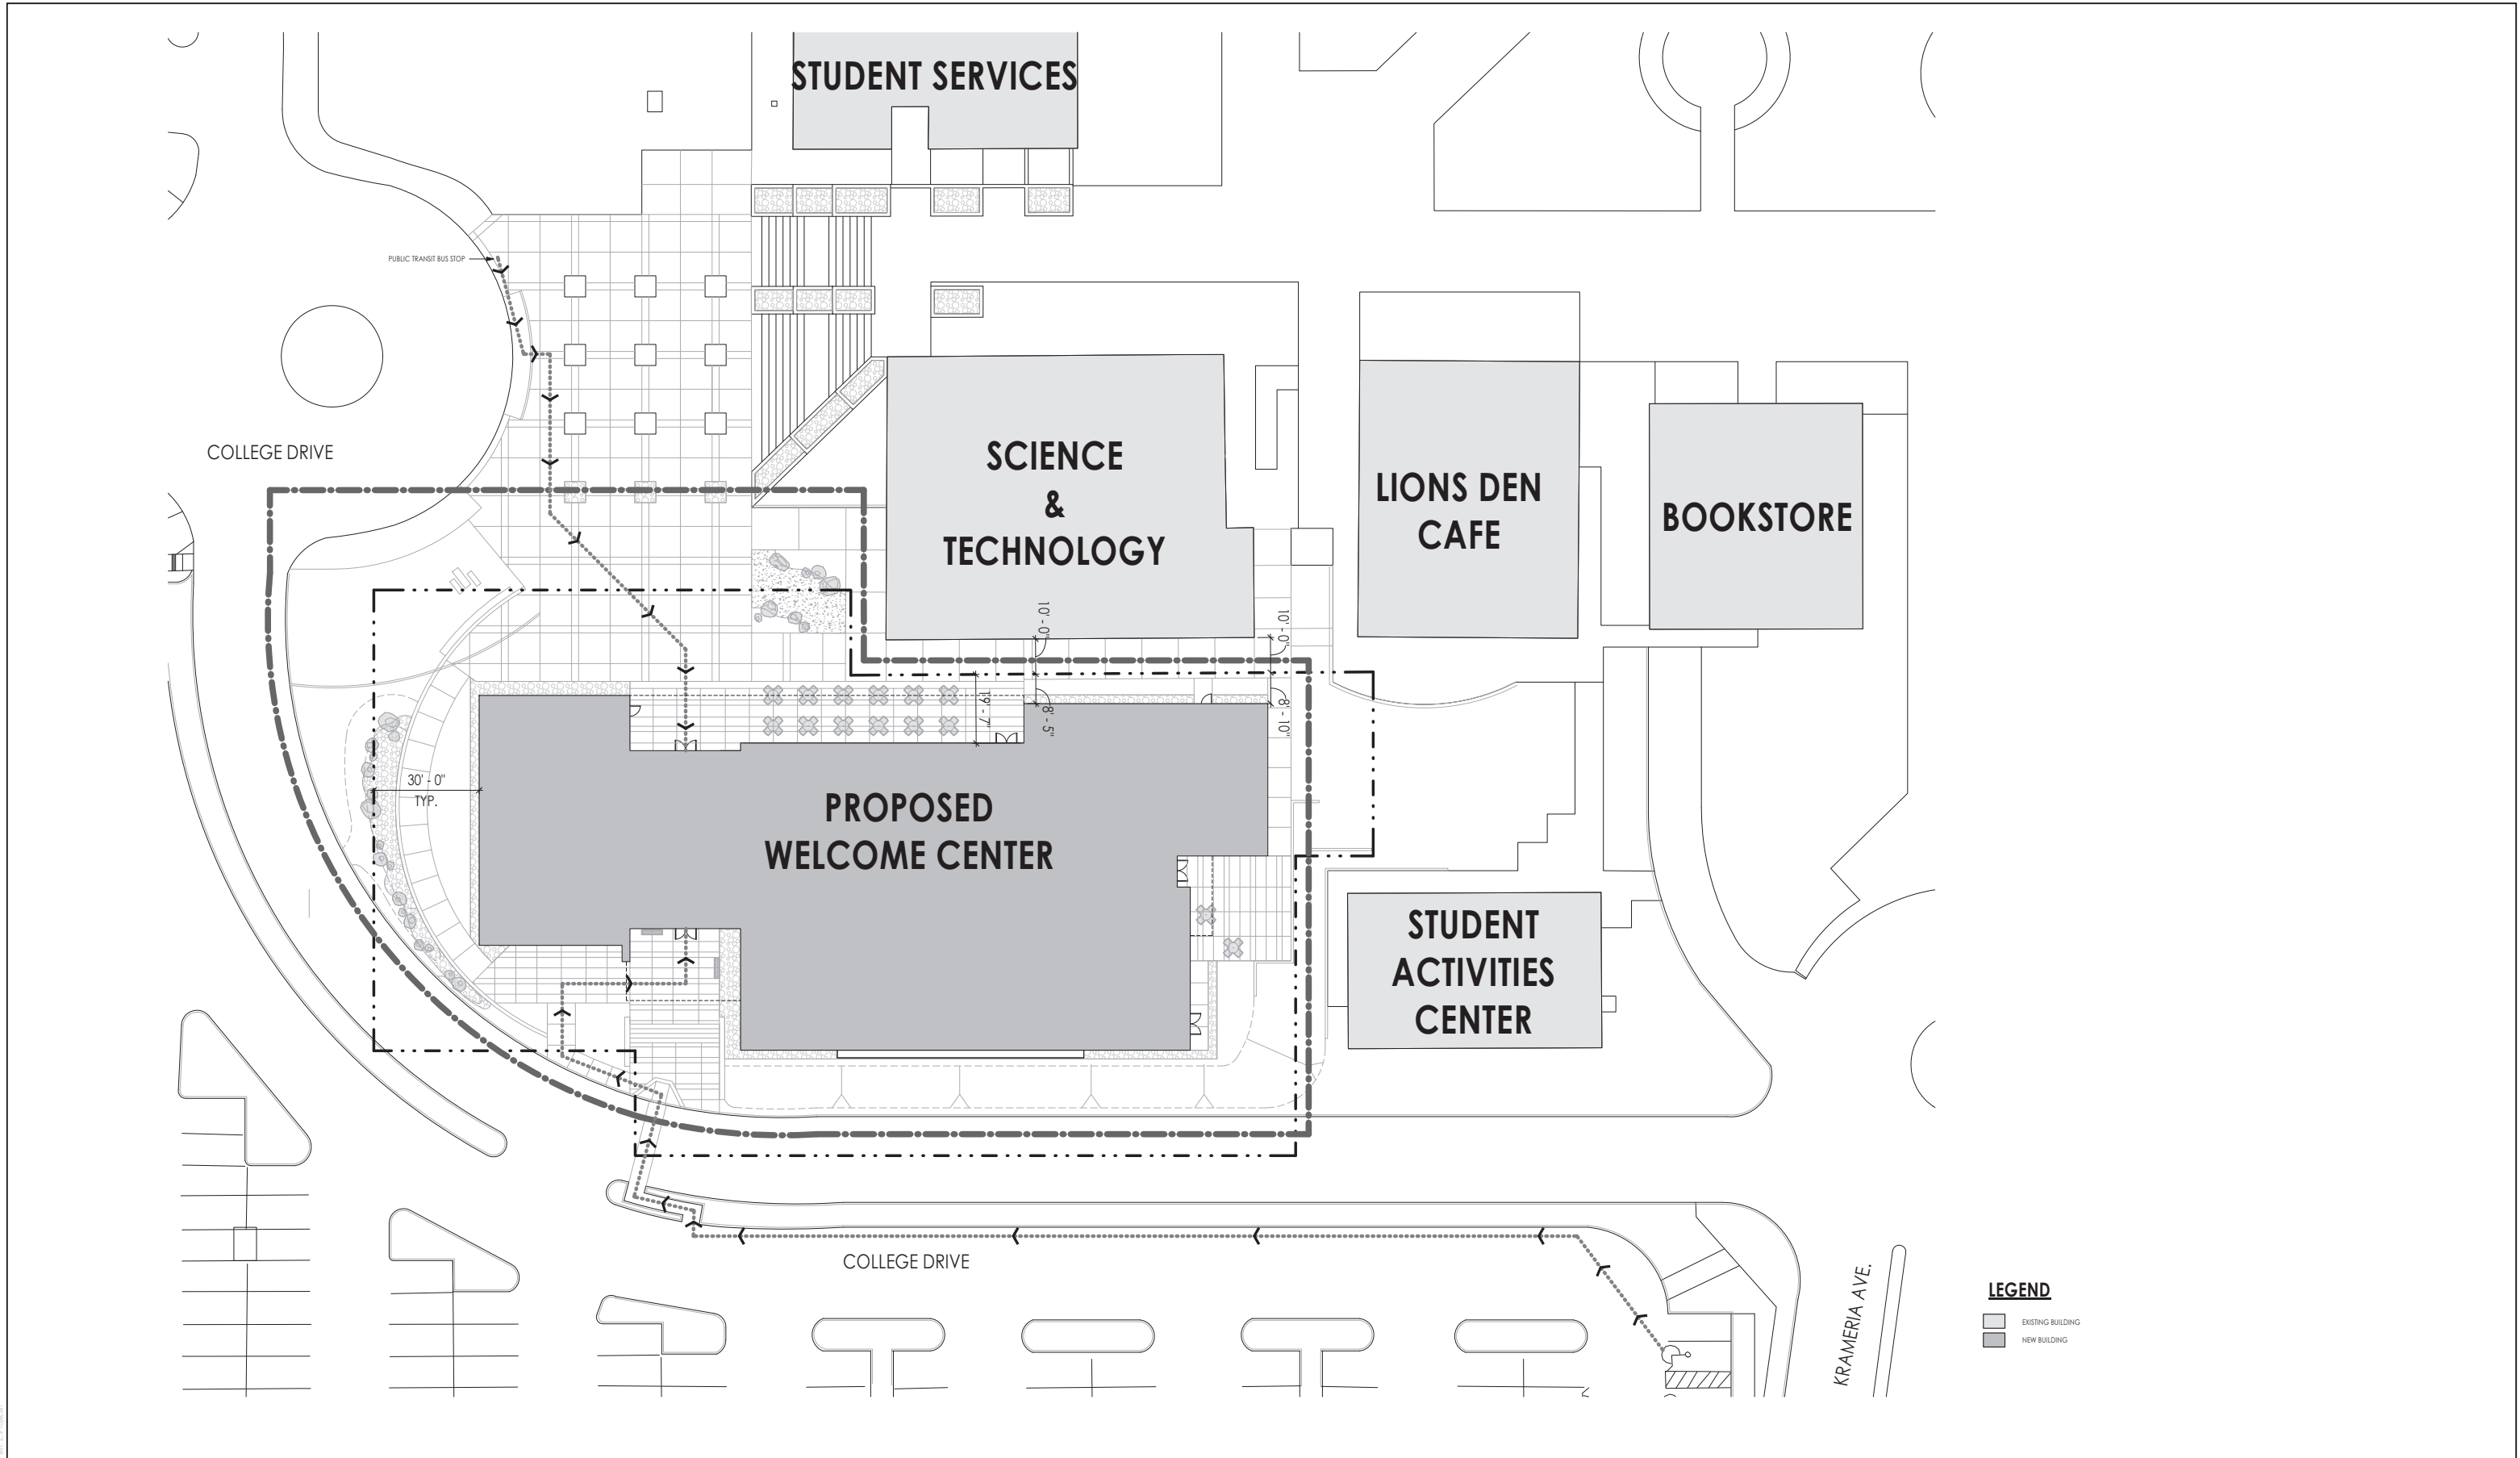 STUDENT SERVICES
PUBLIC TRANSIT BUS STOP
COLLEGE DRIVE
SCIENCE
&
TECHNOLOGY
LIONS DEN
CAFE
BOOKSTORE
10' - 0"
10' - 0"
19' - 7"
8' - 5"
8' - 10"
30' - 0"
TYP.
PROPOSED
WELCOME CENTER
STUDENT
ACTIVITIES
CENTER
COLLEGE DRIVE
KRAMERIA AVE.
LEGEND
EXISTING BUILDING
NEW BUILDING